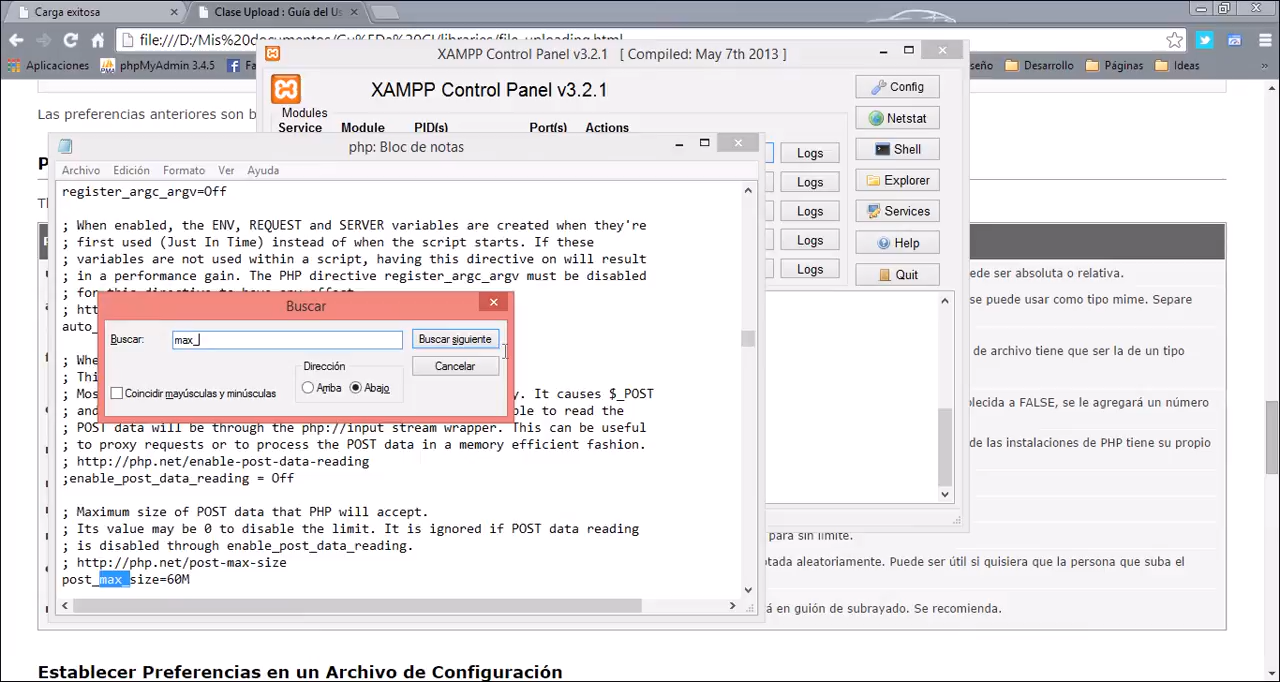 Carga exitosa
Clase Upload : Guía del Us
XAMPP Control Panel v3.2.1 [ Compiled: May 7th 2013 ]
Aplicaciones
phpMyAdmin 3.4.5
Desarrollo
Páginas
Ideas
»
XAMPP Control Panel v3.2.1
Config
Modules
Service
Module
PID(s)
Port(s)
Actions
Netstat
Las preferencias anteriores son b
php: Bloc de notas
Logs
Shell
Archivo Edición Formato Ver Ayuda
Logs
Explorer
register_argc_argv=Off
Logs
Services
; When enabled, the ENV, REQUEST and SERVER variables are created when they're
; first used (Just In Time) instead of when the script starts. If these
Logs
Help
; variables are not used within a script, having this directive on will result
; in a performance gain. The PHP directive register_argc_argv must be disabled
Logs
Quit
ede ser absoluta o relativa.
se puede usar como tipo mime. Separe
Buscar
auto_
Buscar:
max_
Buscar siguiente
de archivo tiene que ser la de un tipo
; Whe
Dirección
Cancelar
; Thi
Coincidir mayúsculas y minúsculas
Arriba
Abajo
; Mos
y. It causes $_POST
; and
ple to read the
lecida a FALSE, se le agregará un número
; POST data will be through the php://input stream wrapper. This can be useful
; to proxy requests or to process the POST data in a memory efficient fashion.
de las instalaciones de PHP tiene su propio
; http://php.net/enable-post-data-reading
;enable_post_data_reading = Off
; Maximum size of POST data that PHP will accept.
; Its value may be 0 to disable the limit. It is ignored if POST data reading
para sin limite.
; is disabled through enable_post_data_reading.
; http://php.net/post-max-size
otada aleatoriamente. Puede ser útil si quisiera que la persona que suba el
post_max_size=60M
á en guión de subrayado. Se recomienda.
Establecer Preferencias en un Archivo de Configuración